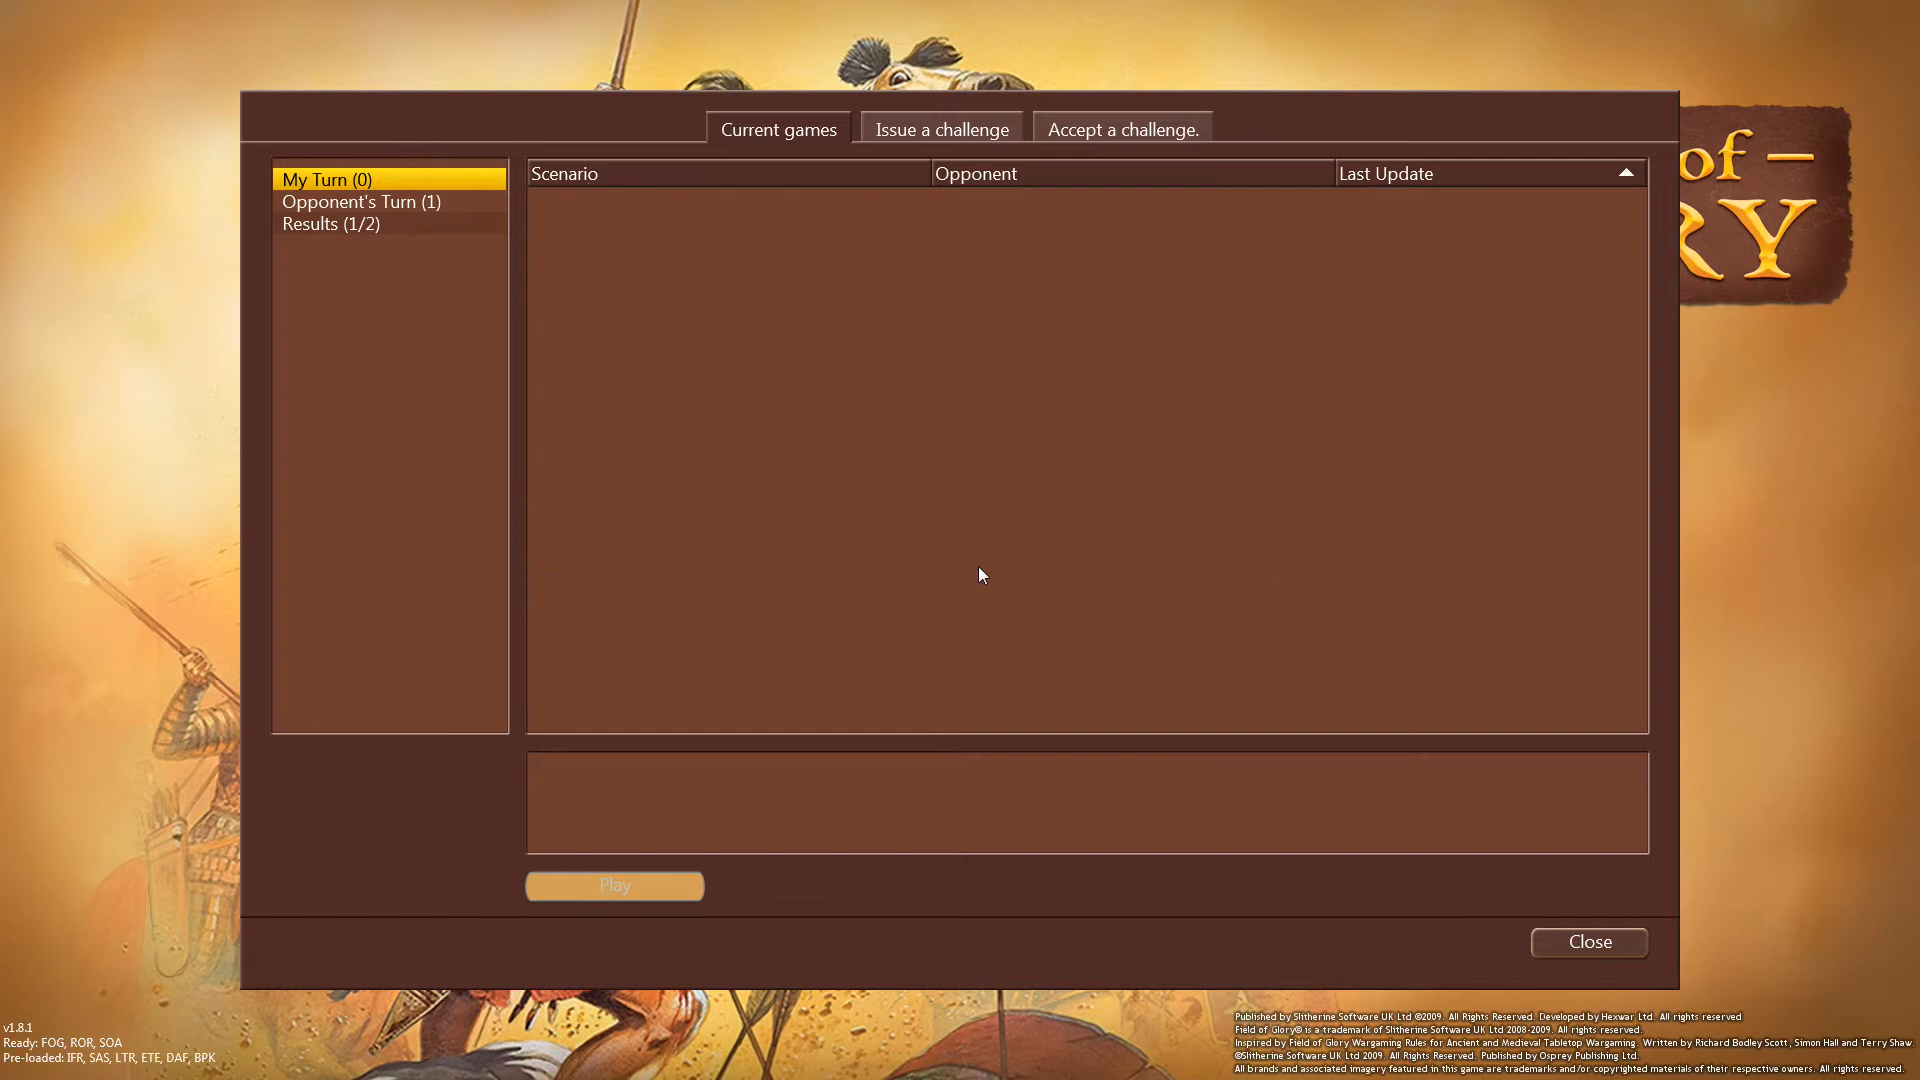 Current games
Issue a challenge
Accept a challenge.
of
RY
My Turn (0)
Opponent's Turn (1)
Results (1/2)
Scenario
Opponent
Last Update
Play
Close
v1.8.1
Ready: FOG, ROR, SOA
Pre-loaded: IFR, SAS, LTR, ETE, DAF, BPK
Published by Slitherine Software UK Ltd ©2009. All Rights Reserved. Developed by Hexwar Ltd. All rights reserved
Field of Glory© is a trademark of Slitherine Software UK Ltd 2008-2009. All rights reserved.
Inspired by Field of Glory Wargaming Rules for Ancient and Medieval Tabletop Wargaming. Written by Richard Bodley Scott, Simon Hall and Terry Shaw.
©Slitherine Software UK Ltd 2009. All Rights Reserved. Published by Osprey Publishing Ltd.
All brands and associated imagery featured in this game are trademarks and/or copyrighted materials of their respective owners. All rights reserved.